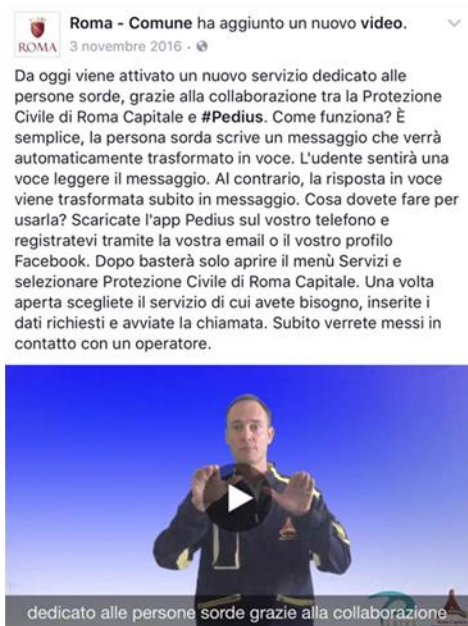 ROMA
Roma - Comune ha aggiunto un nuovo video.
3 novembre 2016 ·
Da oggi viene attivato un nuovo servizio dedicato alle
persone sorde, grazie alla collaborazione tra la Protezione
Civile di Roma Capitale e #Pedius. Come funziona? È
semplice, la persona sorda scrive un messaggio che verrà
automaticamente trasformato in voce. L'udente sentirà una
voce leggere il messaggio. Al contrario, la risposta in voce
viene trasformata subito in messaggio. Cosa dovete fare per
usarla? Scaricate l'app Pedius sul vostro telefono e
registratevi tramite la vostra email o il vostro profilo
Facebook. Dopo basterà solo aprire il menù Servizi e
selezionare Protezione Civile di Roma Capitale. Una volta
aperta scegliete il servizio di cui avete bisogno, inserite i
dati richiesti e avviate la chiamata. Subito verrete messi in
contatto con un operatore.
dedicato alle persone sorde grazie alla collaborazione